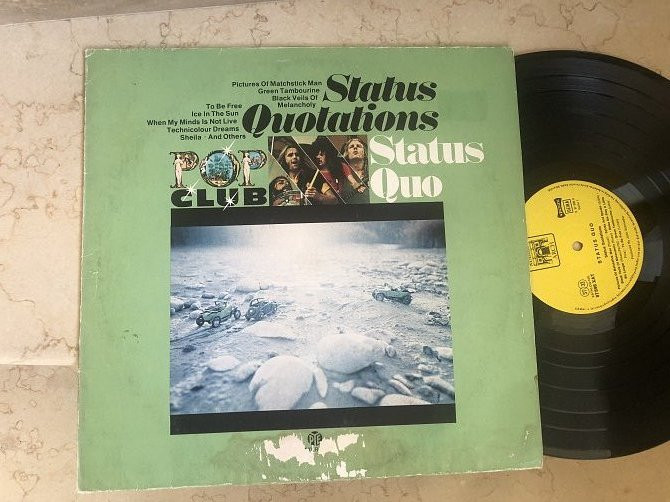 Pictures Of Matchstick Man
Green Tambourine
Black Veils Of
Melancholy
To Be Free
Ice In The Sun
When My Minds Is Not Live
Technicolour Dreams
Sheila · And Others
Status
Quotations
POP
CLUB
Status
Quo
PYE
STATUS QUO